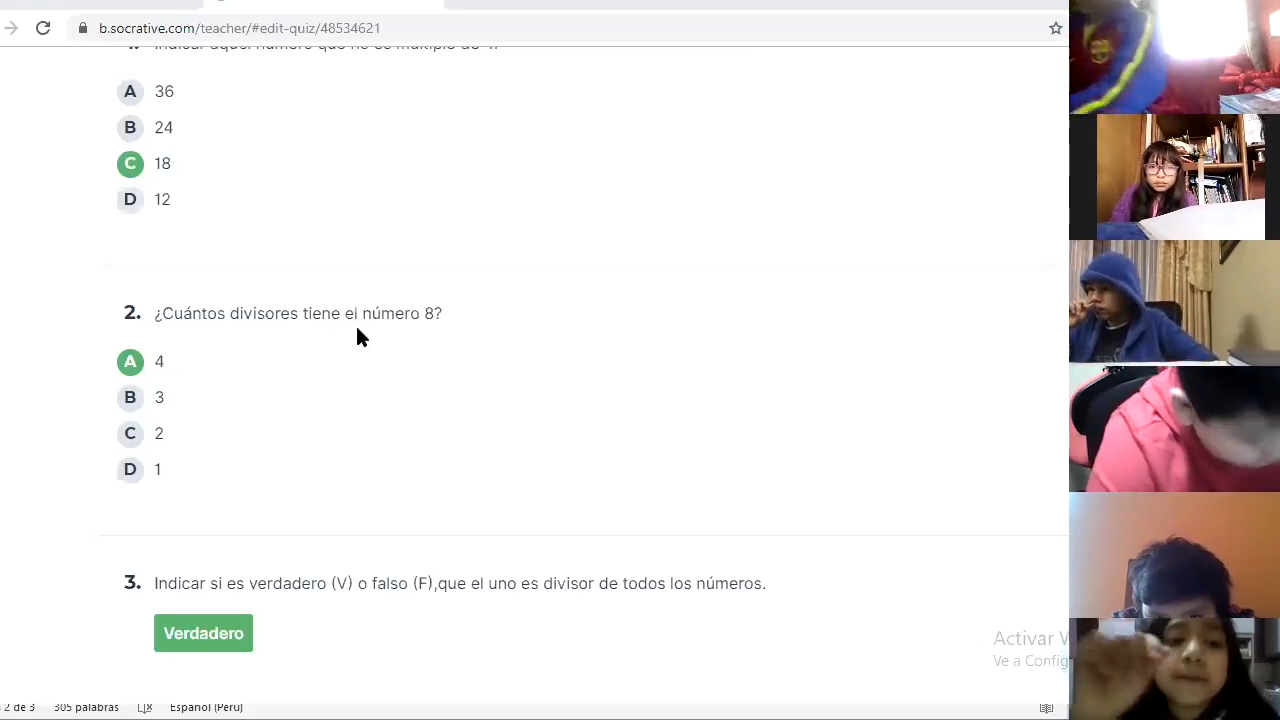 b.socrative.com/teacher/#edit-quiz/48534621
A 36
B 24
C 18
D 12
2. ¿Cuántos divisores tiene el número 8?
A 4
B 3
C 2
D 1
3. Indicar si es verdadero (V) o falso (F),que el uno es divisor de todos los números.
Verdadero
Activar
Ve a Config
2 de 3 305 palabras Español (Perú)